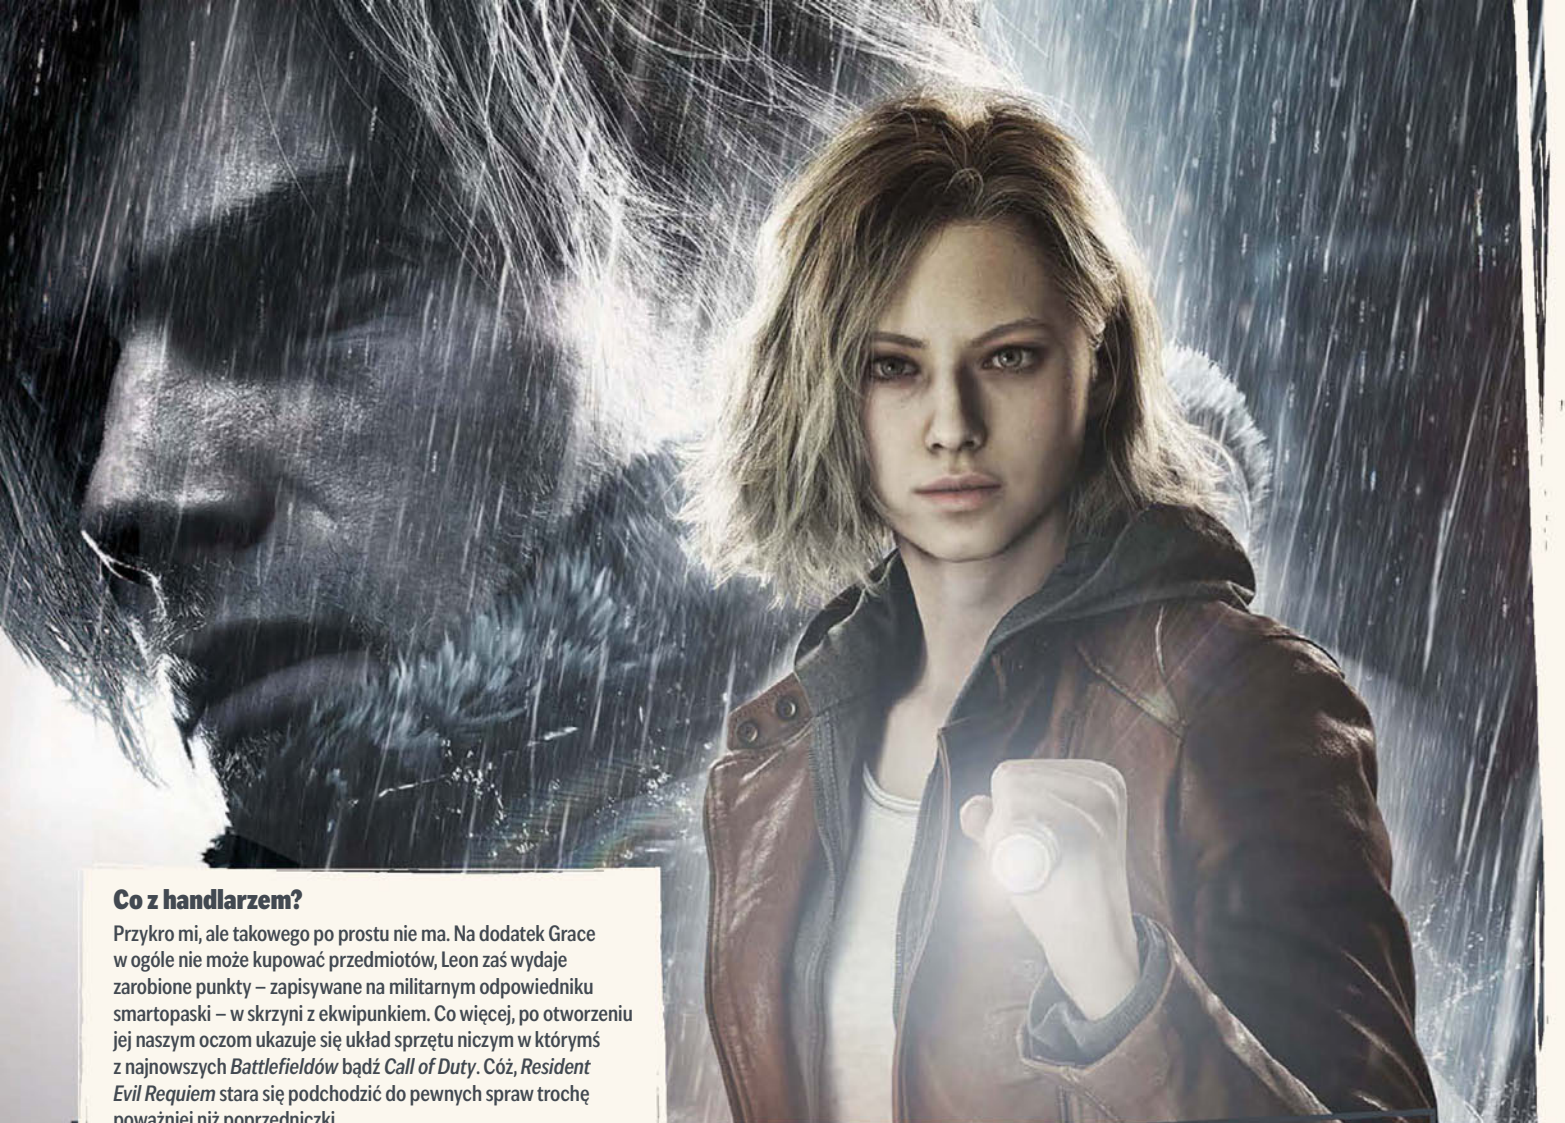 Co z handlarzem?
Przykro mi, ale takowego po prostu nie ma. Na dodatek Grace
w ogóle nie może kupować przedmiotów, Leon zaś wydaje
zarobione punkty – zapisywane na militarnym odpowiedniku
smartopaski – w skrzyni z ekwipunkiem. Co więcej, po otworzeniu
jej naszym oczom ukazuje się układ sprzętu niczym w którymś
z najnowszych Battlefieldów bądź Call of Duty. Cóż, Resident
Evil Requiem stara się podchodzić do pewnych spraw trochę
poważniej niż poprzedniczki.